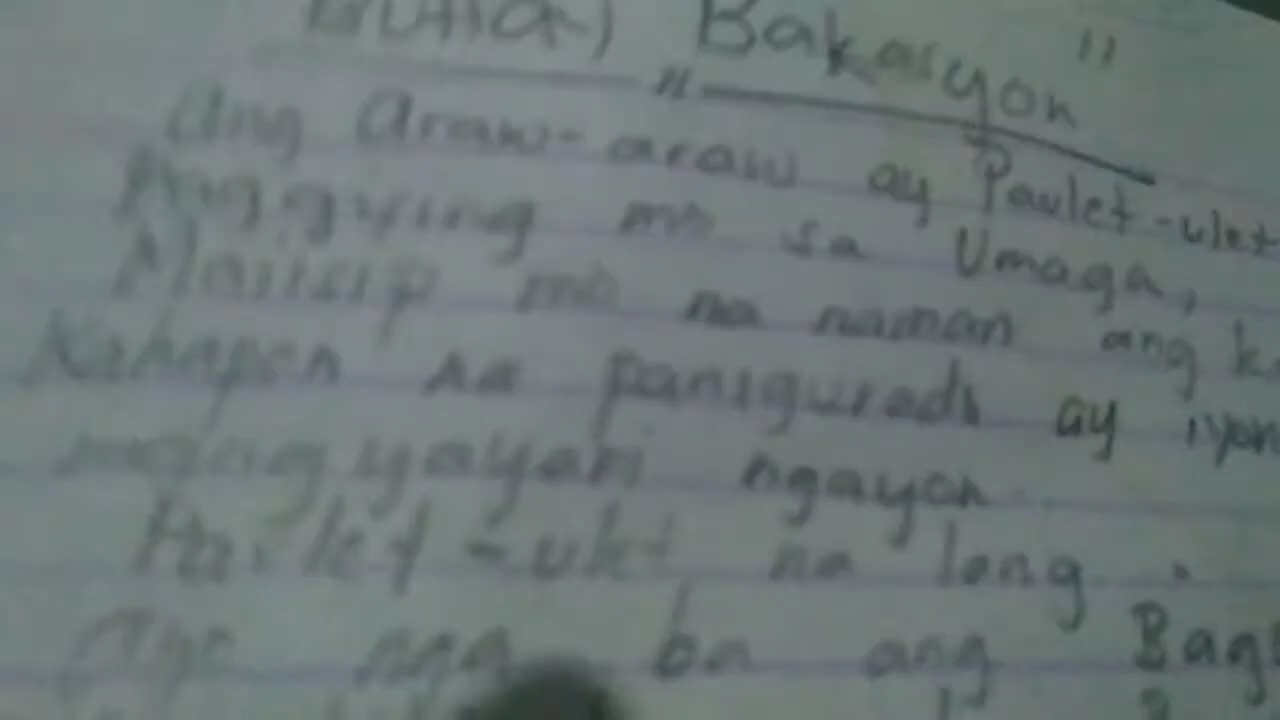 Bakasyon"
Ang Araw-araw ay Paulet-ulet
Paggising mo sa Umaga,
Maiisip mo na naman ang
Kahapon na panigurado ay iyon
mangyayari ngayon
Paulet-ulet na lang.
nga ba ang